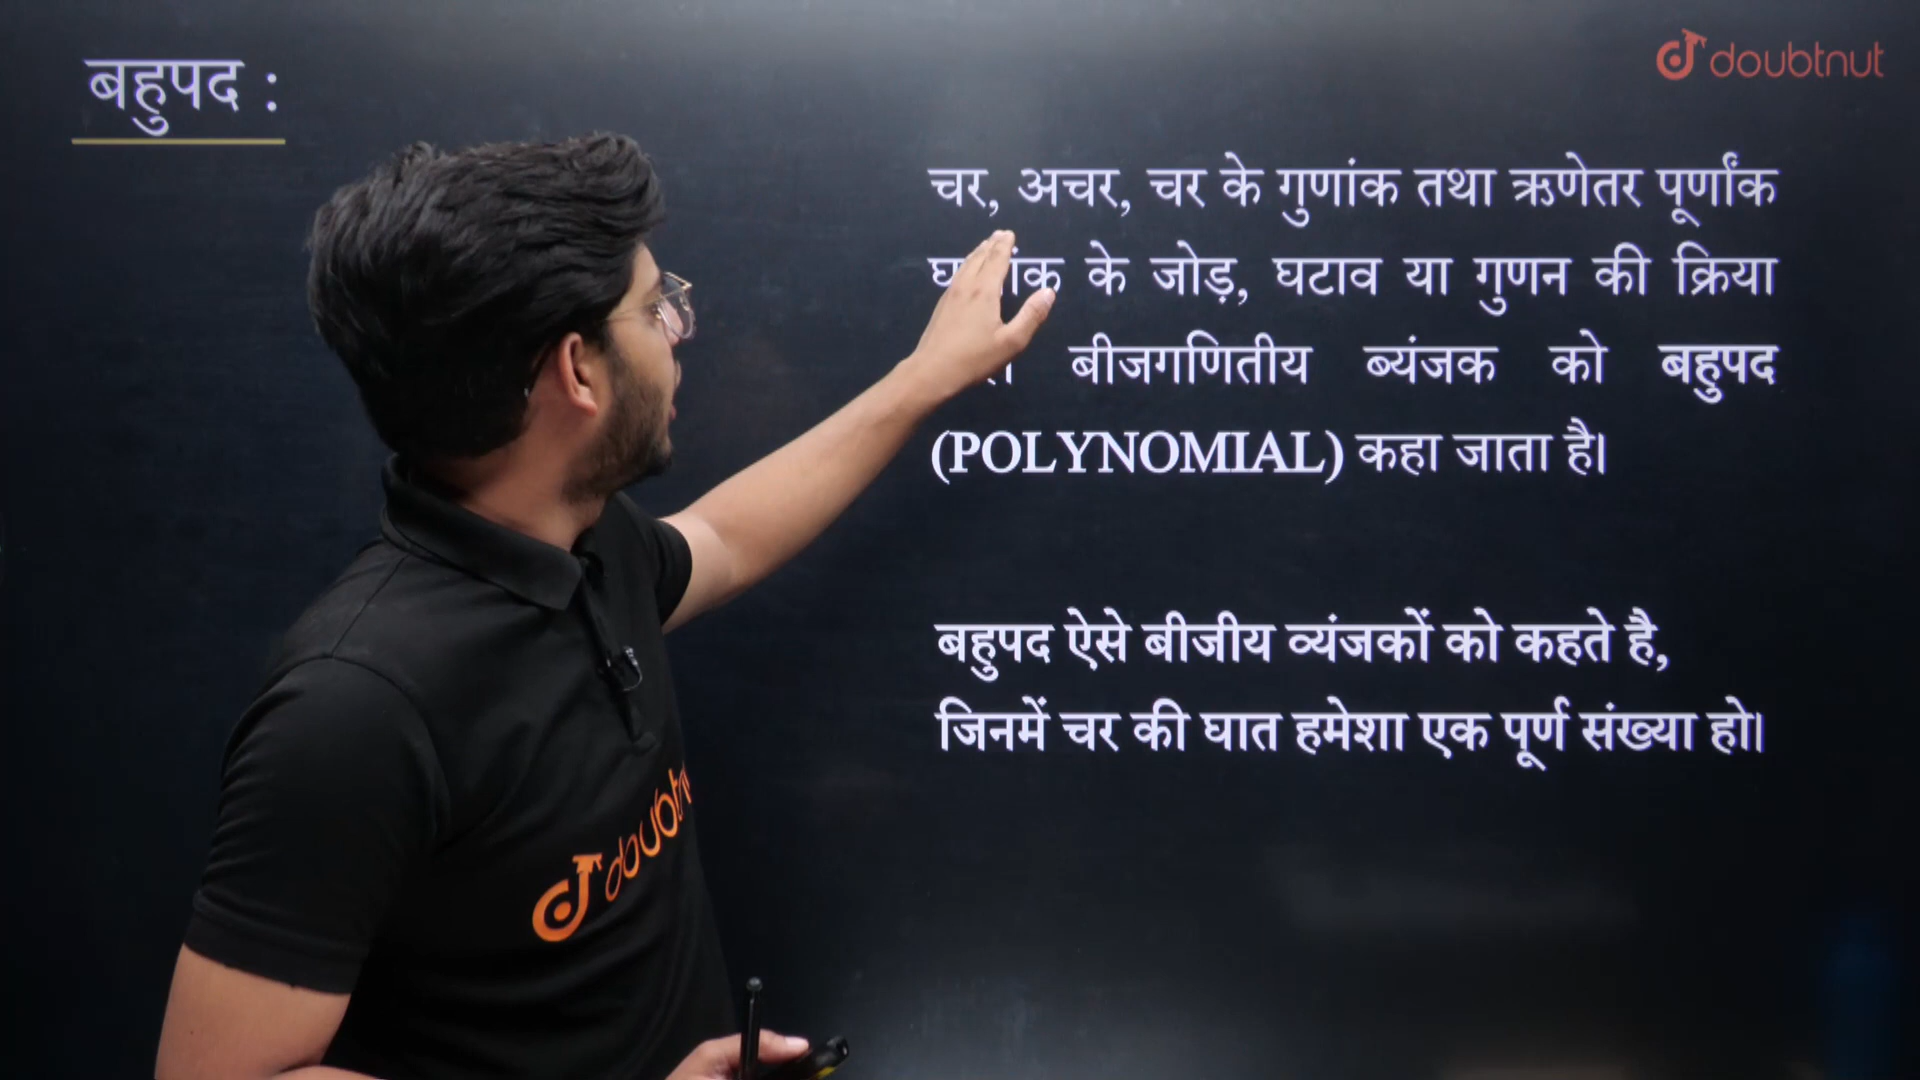 बहुपद :
doubtnut
चर, अचर, चर के गुणांक तथा ऋणेतर पूर्णांक
के जोड़, घटाव या गुणन की क्रिया
बीजगणितीय ब्यंजक को बहुपद
(POLYNOMIAL) कहा जाता है।
बहुपद ऐसे बीजीय व्यंजकों को कहते है,
जिनमें चर की घात हमेशा एक पूर्ण संख्या हो।